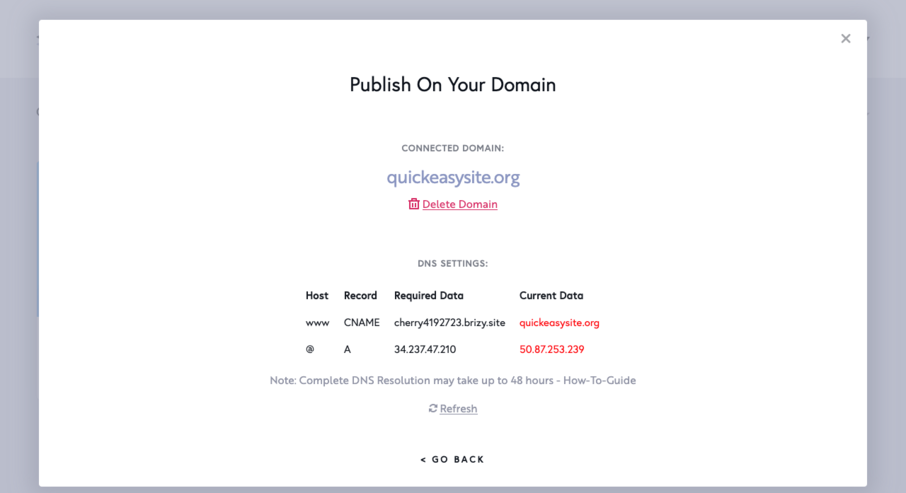 Publish On Your Domain
CONNECTED DOMAIN:
quickeasysite.org
Delete Domain
DNS SETTINGS:
Host Record Required Data Current Data
www CNAME cherry4192723.brizy.site quickeasysite.org
@ A 34.237.47.210 50.87.253.239
Note: Complete DNS Resolution may take up to 48 hours - How-To-Guide
Refresh
< GO BACK